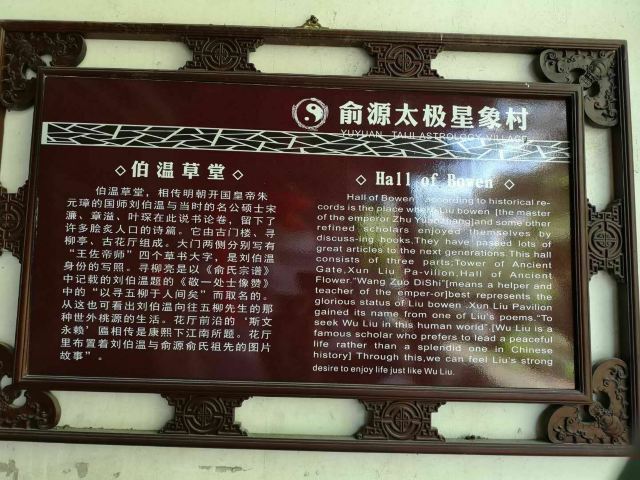 俞源太极星象村
YUYUAN TAIJI ASTROLOGY VILLAGE
◇伯温草堂◇
伯温草堂，相传明朝开国皇帝朱
元璋的国师刘伯温与当时的名公硕士宋
濂、章溢、叶琛在此说书论卷，留下了
许多脍炙人口的诗篇。它由古门楼、寻
柳亭、古花厅组成。大门两侧分别写有
“王佐帝师”四个草书大字，是刘伯温
身份的写照。寻柳亮是以《俞氏宗谱》
中记载的刘伯温题的《敬一处士像赞》
中的“以寻五柳于人间矣”而取名的。
从这也可看出刘伯温向往五柳先生的那
种世外桃源的生活。花厅前沿的‘斯文
永赖’匾相传是康熙下江南所题。花厅
里布置着刘伯温与俞源俞氏祖先的图片
故事”。
◇ Hall of Bowen ◇
Hall of Bowen, according to historical re-
cords is the place where Liu bowen [the master
of the emperor Zhu Yuanzhang]and some other
refined scholars enjoyed themselves by
discuss-ing books.They have passed lots of
great articles to the next generations.This hall
consists of three parts;Tower of Ancient
Gate,Xun Liu Pa-vilion,Hall of Ancient
Flower."Wang Zuo DiShi"[means a helper and
teacher of the emper-or]best represents the
glorious status of Liu bowen .Xun Liu Pavilion
gained its name from one of Liu's poems,"To
seek Wu Liu in this human world".[Wu Liu is a
famous scholar who prefers to lead a peaceful
life rather than a splendid one in Chinese
history] Through this,we can feel Liu's strong
desire to enjoy life just like Wu Liu.